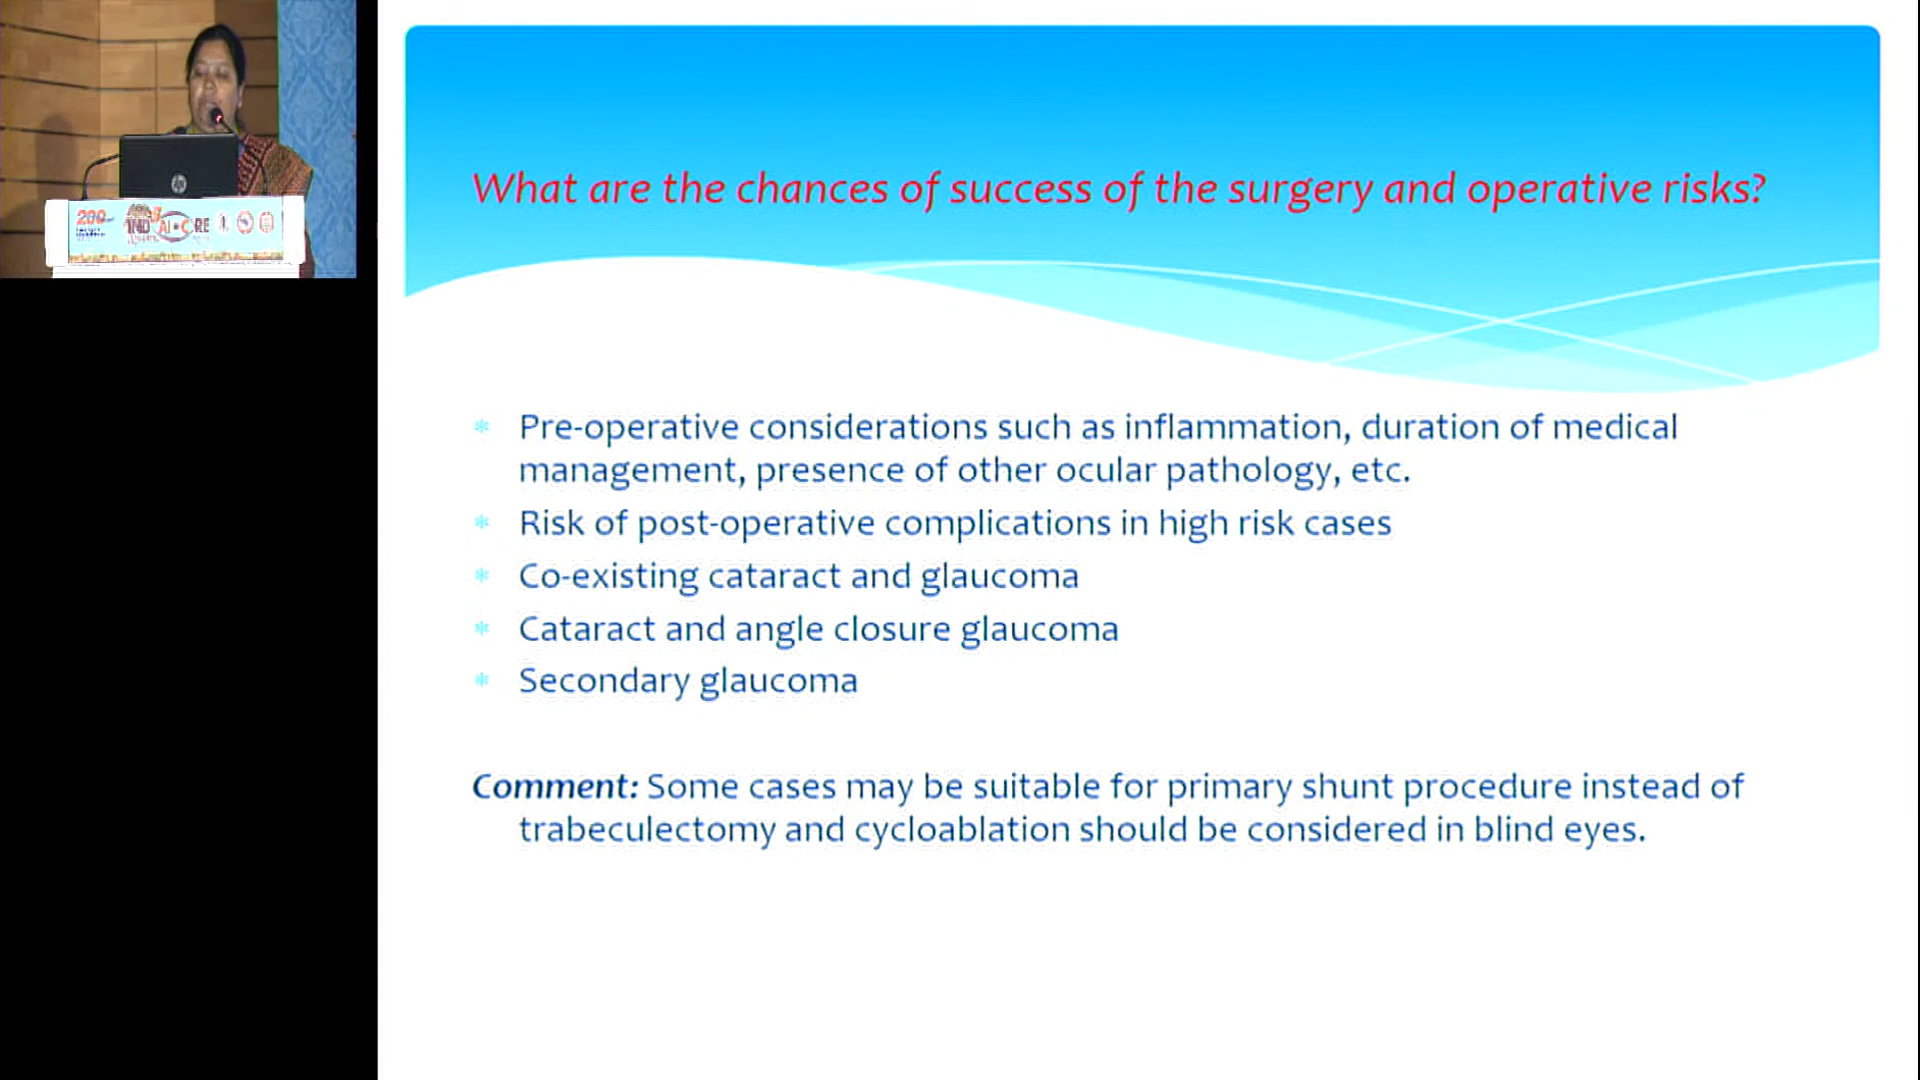 What are the chances of success of the surgery and operative risks?
* Pre-operative considerations such as inflammation, duration of medical
management, presence of other ocular pathology, etc.
* Risk of post-operative complications in high risk cases
* Co-existing cataract and glaucoma
* Cataract and angle closure glaucoma
* Secondary glaucoma
Comment: Some cases may be suitable for primary shunt procedure instead of
trabeculectomy and cycloablation should be considered in blind eyes.
hp